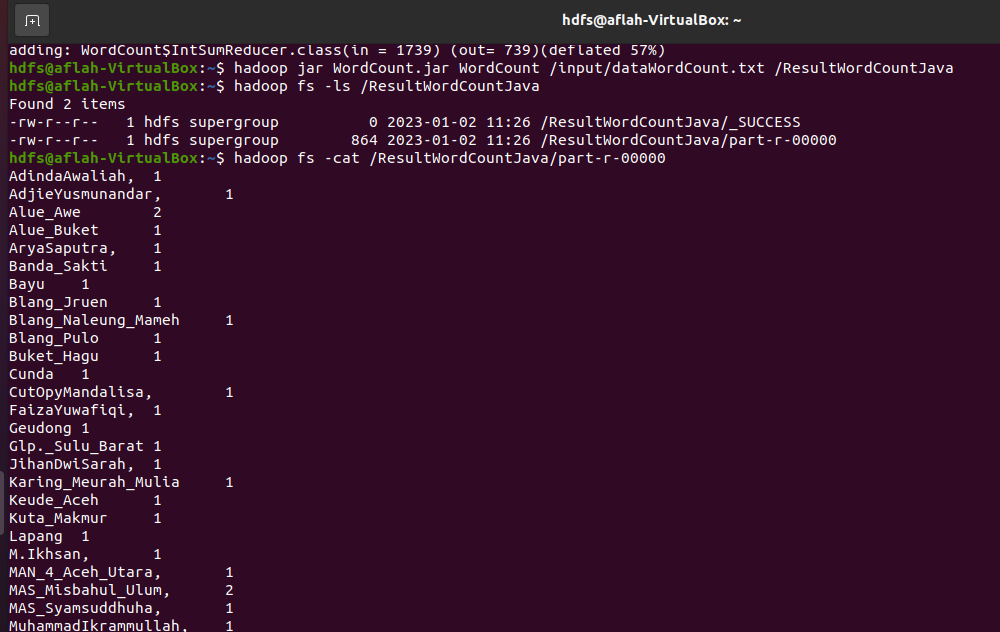 hdfs@aflah-VirtualBox: ~
adding: WordCount$IntSumReducer.class(in = 1739) (out= 739)(deflated 57%)
hdfs@aflah-VirtualBox:~$ hadoop jar WordCount.jar WordCount /input/dataWordCount.txt /ResultWordCountJava
hdfs@aflah-VirtualBox:~$ hadoop fs -ls /ResultWordCountJava
Found 2 items
-rw-r--r--   1 hdfs supergroup          0 2023-01-02 11:26 /ResultWordCountJava/_SUCCESS
-rw-r--r--   1 hdfs supergroup        864 2023-01-02 11:26 /ResultWordCountJava/part-r-00000
hdfs@aflah-VirtualBox:~$ hadoop fs -cat /ResultWordCountJava/part-r-00000
AdindaAwaliah,  1
AdjieYusmunandar,       1
Alue_Awe        2
Alue_Buket      1
AryaSaputra,    1
Banda_Sakti     1
Bayu    1
Blang_Jruen     1
Blang_Naleung_Mameh     1
Blang_Pulo      1
Buket_Hagu      1
Cunda   1
CutOpyMandalisa,        1
FaizaYuwafiqi,  1
Geudong 1
Glp._Sulu_Barat 1
JihanDwiSarah,  1
Karing_Meurah_Mulia     1
Keude_Aceh      1
Kuta_Makmur     1
Lapang  1
M.Ikhsan,       1
MAN_4_Aceh_Utara,       1
MAS_Misbahul_Ulum,      2
MAS_Syamsuddhuha,       1
MuhammadIkrammullah,    1